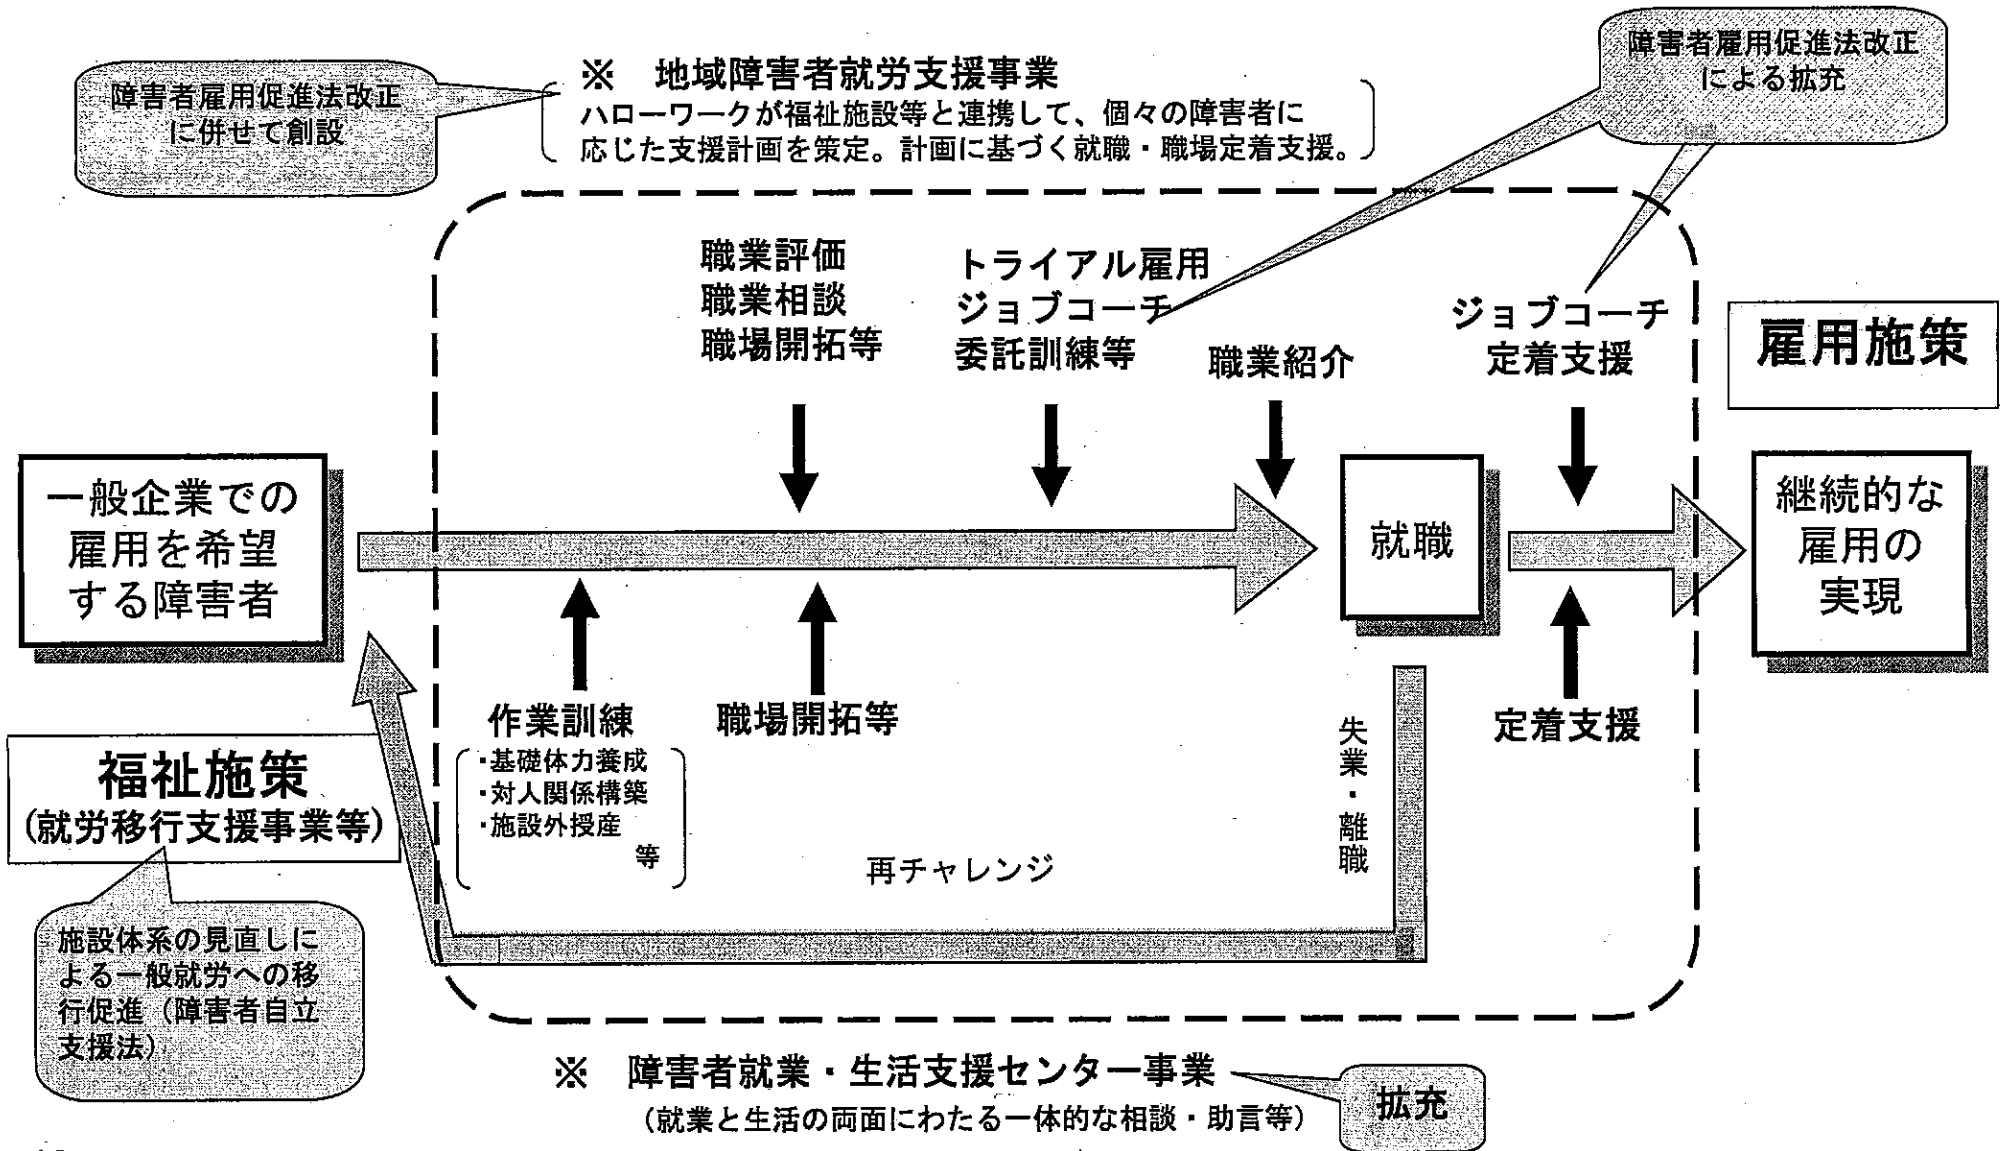 障害者雇用促進法改正
に併せて創設
※ 地域障害者就労支援事業
ハローワークが福祉施設等と連携して、個々の障害者に
応じた支援計画を策定。計画に基づく就職・職場定着支援。
障害者雇用促進法改正
による拡充
職業評価
職業相談
職場開拓等
トライアル雇用
ジョブコーチ
委託訓練等
職業紹介
ジョブコーチ
定着支援
雇用施策
一般企業での
雇用を希望
する障害者
就職
継続的な
雇用の
実現
作業訓練
・基礎体力養成
・対人関係構築
・施設外授産
等
職場開拓等
失業・離職
定着支援
福祉施策
(就労移行支援事業等)
再チャレンジ
施設体系の見直しに
よる一般就労への移
行促進(障害者自立
支援法)
※ 障害者就業・生活支援センター事業
(就業と生活の両面にわたる一体的な相談・助言等)
拡充